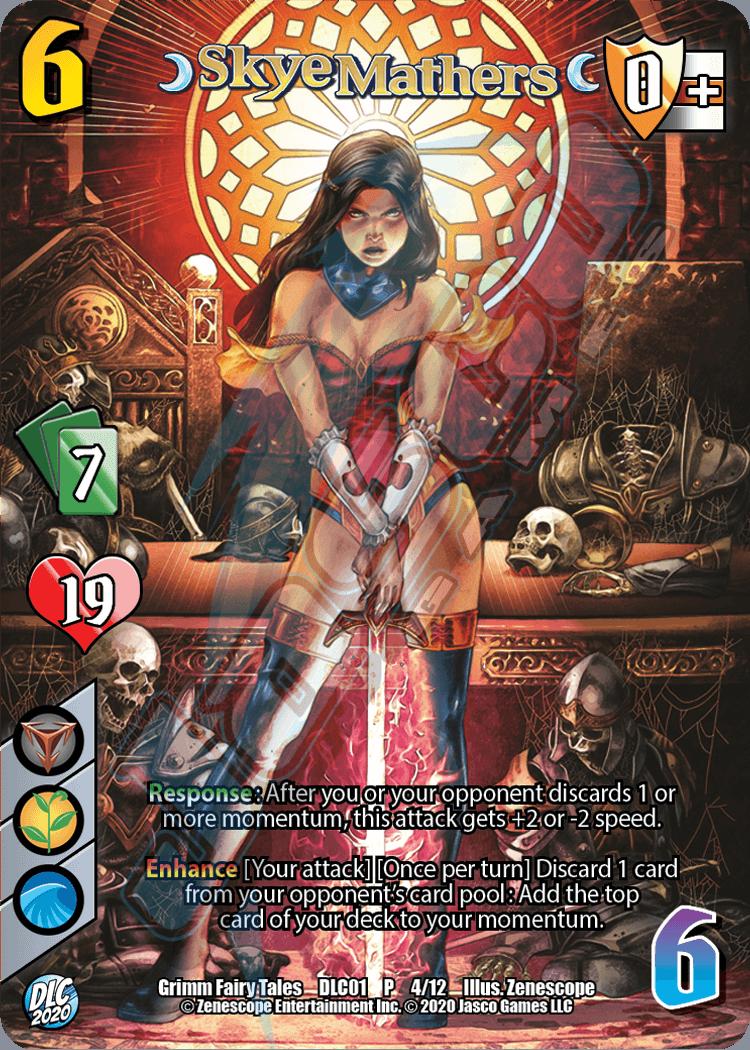 6
Skye Mathers
0 +
7
19
Response: After you or your opponent discards 1 or
more momentum, this attack gets +2 or -2 speed.
Enhance [Your attack] [Once per turn] Discard 1 card
from your opponent's card pool: Add the top
card of your deck to your momentum.
6
Grimm Fairy Tales DLC01 P 4/12 Illus. Zenescope
© Zenescope Entertainment Inc. © 2020 Jasco Games LLC
DLC
2020